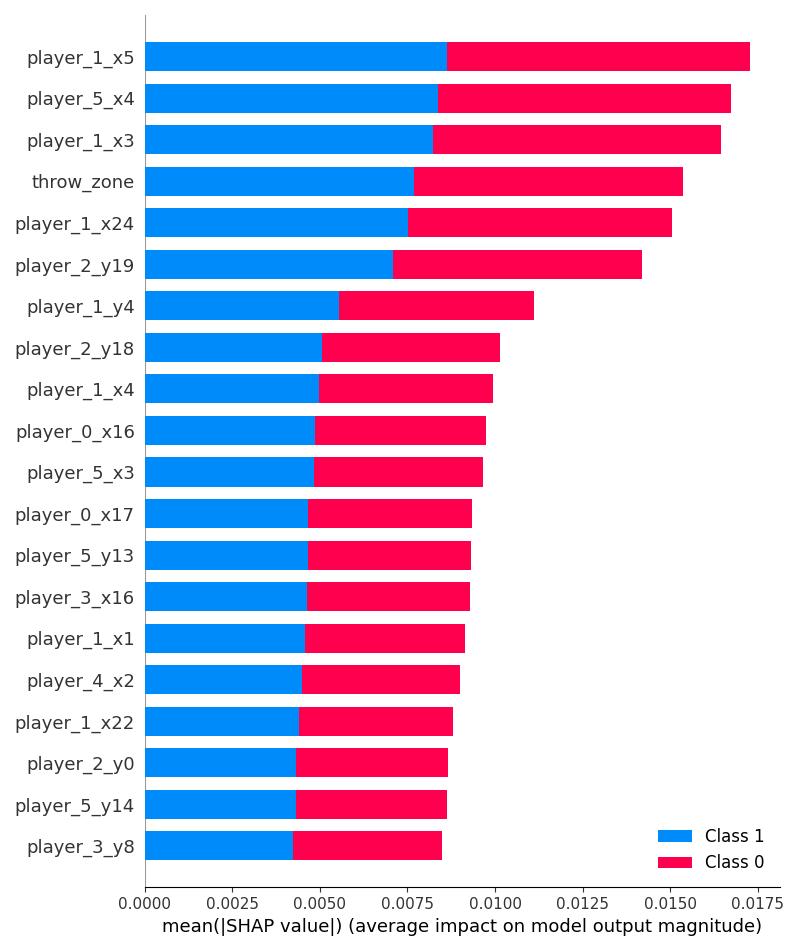 player_1_x5
player_5_x4
player_1_x3
throw_zone
player_1_x24
player_2_y19
player_1_y4
player_2_y18
player_1_x4
player_0_x16
player_5_x3
player_0_x17
player_5_y13
player_3_x16
player_1_x1
player_4_x2
player_1_x22
player_2_y0
player_5_y14
player_3_y8
Class 1
Class 0
0.0000 0.0025 0.0050 0.0075 0.0100 0.0125 0.0150 0.0175
mean(|SHAP value|) (average impact on model output magnitude)